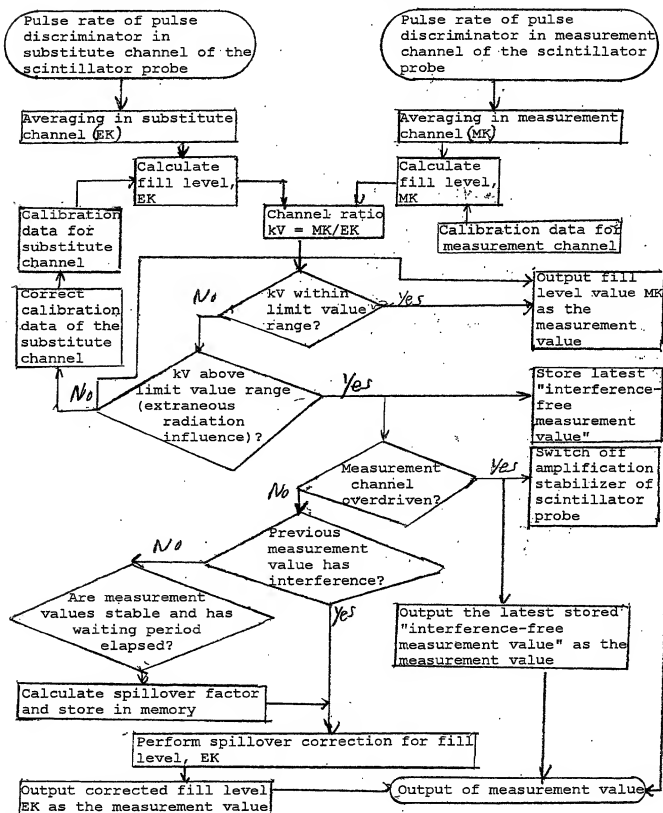 Pulse rate of pulse
discriminator in
substitute channel of the
scintillator probe
Pulse rate of pulse
discriminator in measurement
channel of the scintillator
probe
Averaging in substitute
channel (EK)
Averaging in measurement
channel (MK)
Calculate
fill level,
EK
Calculate
fill level,
MK
Channel ratio
kV = MK/EK
Calibration
data for
substitute
channel
Calibration data for
measurement channel
Correct
calibration
data of the
substitute
channel
No
kV within
limit value
range?
Yes
Output fill
level value MK
as the
measurement
value
No
kV above
limit value range
(extraneous
radiation
influence)?
Yes
Store latest
"interference-
free
measurement
value"
Measurement
channel
overdriven?
Yes
Switch off
amplification
stabilizer of
scintillator
probe
No
No
Previous
measurement
value has
interference?
Yes
Are measurement
values stable and has
waiting period
elapsed?
Output the latest stored
"interference-free
measurement value" as the
measurement value
Calculate spillover factor
and store in memory
Perform spillover correction for fill
level, EK
Output corrected fill level
EK as the measurement value
Output of measurement value